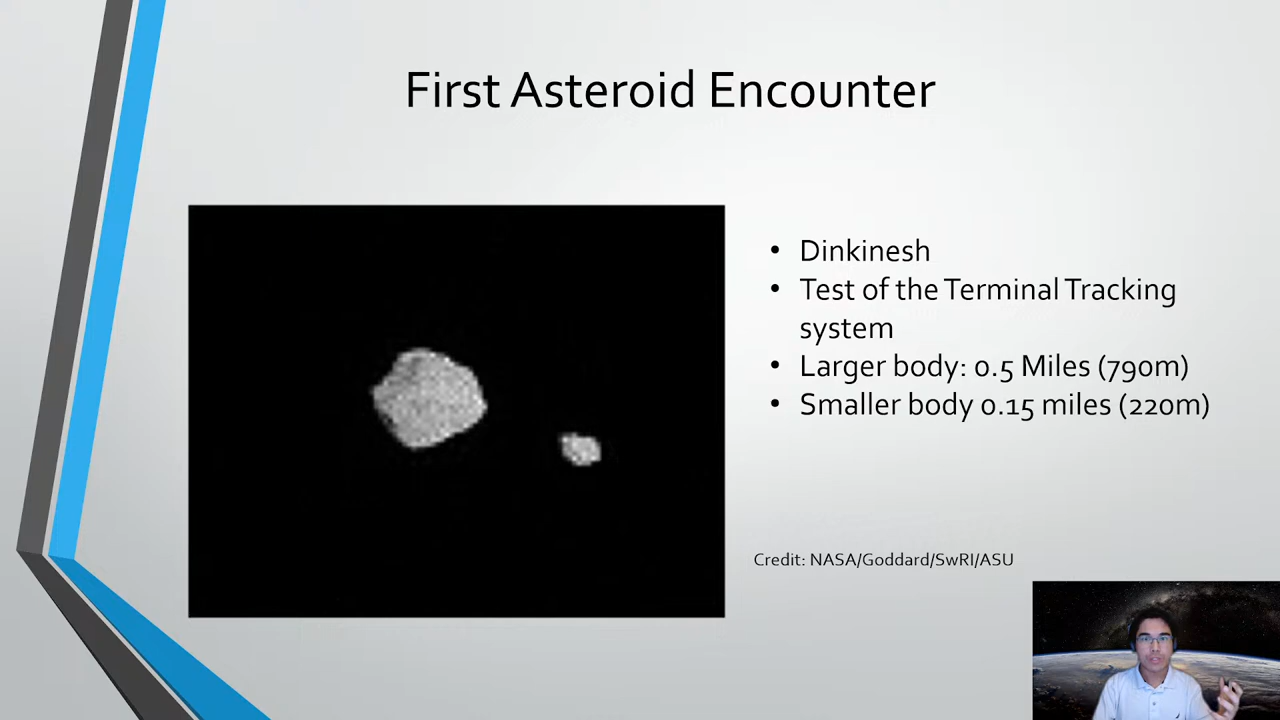 First Asteroid Encounter
• Dinkinesh
• Test of the Terminal Tracking
system
• Larger body: 0.5 Miles (790m)
• Smaller body 0.15 miles (220m)
Credit: NASA/Goddard/SwRI/ASU